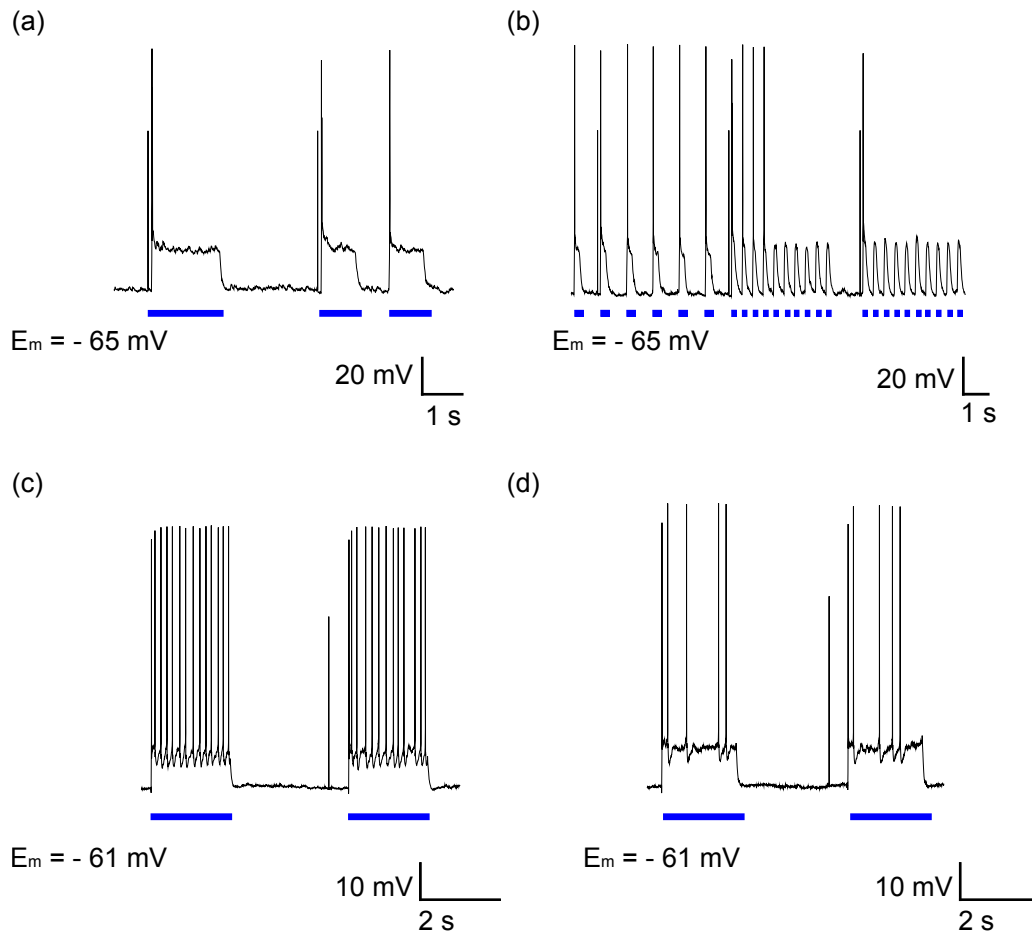 (a)
Em = - 65 mV
20 mV
1 s
(b)
Em = - 65 mV
20 mV
1 s
(c)
Em = - 61 mV
10 mV
2 s
(d)
Em = - 61 mV
10 mV
2 s